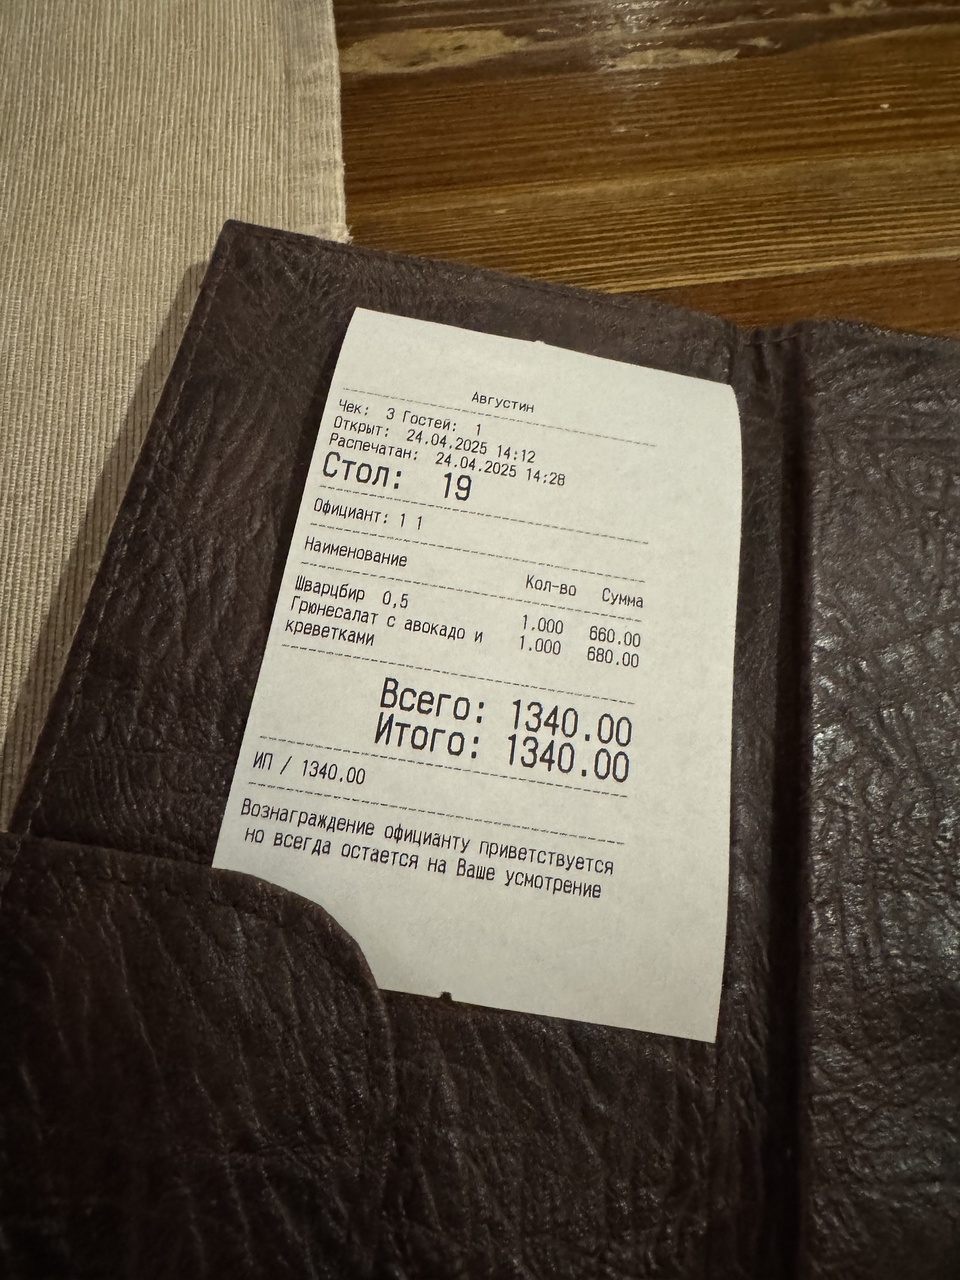 Августин
Чек: 3 Гостей: 1
Открыт: 24.04.2025 14:12
Распечатан: 24.04.2025 14:28
Стол: 19
Официант: 1 1
Наименование Кол-во Сумма
Шварцбир 0,5 1.000 660.00
Грюнесалат с авокадо и 1.000 680.00
креветками
Всего: 1340.00
Итого: 1340.00
ИП / 1340.00
Вознаграждение официанту приветствуется
но всегда остается на Ваше усмотрение